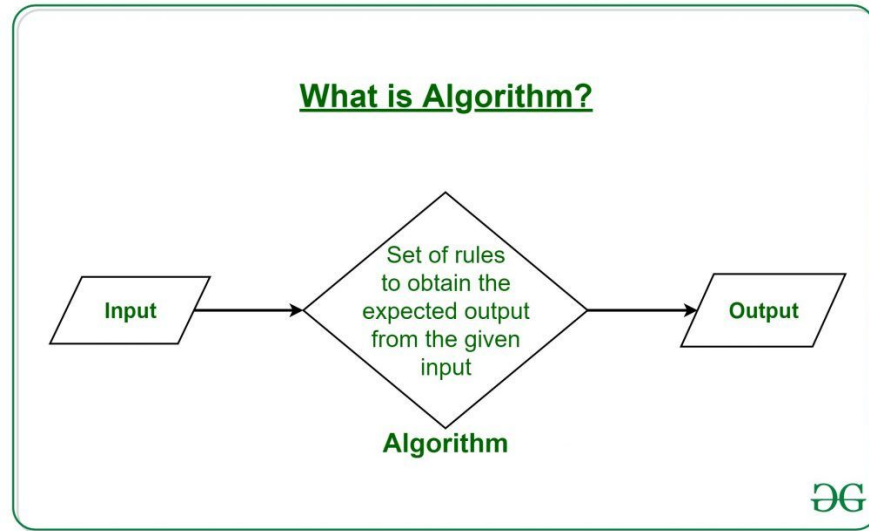 What is Algorithm?
Set of rules
to obtain the
expected output
from the given
input
Input
Output
Algorithm